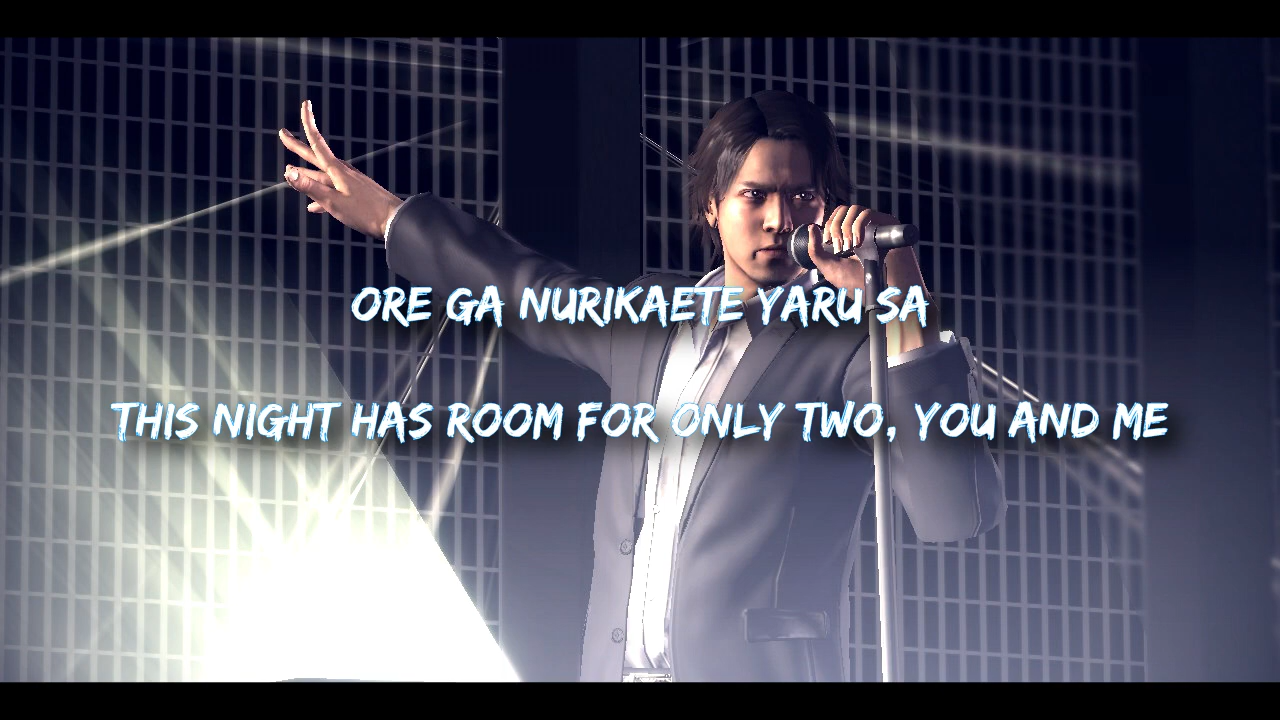 ORE GA NURIKAETE YARU SA
THIS NIGHT HAS ROOM FOR ONLY TWO, YOU AND ME